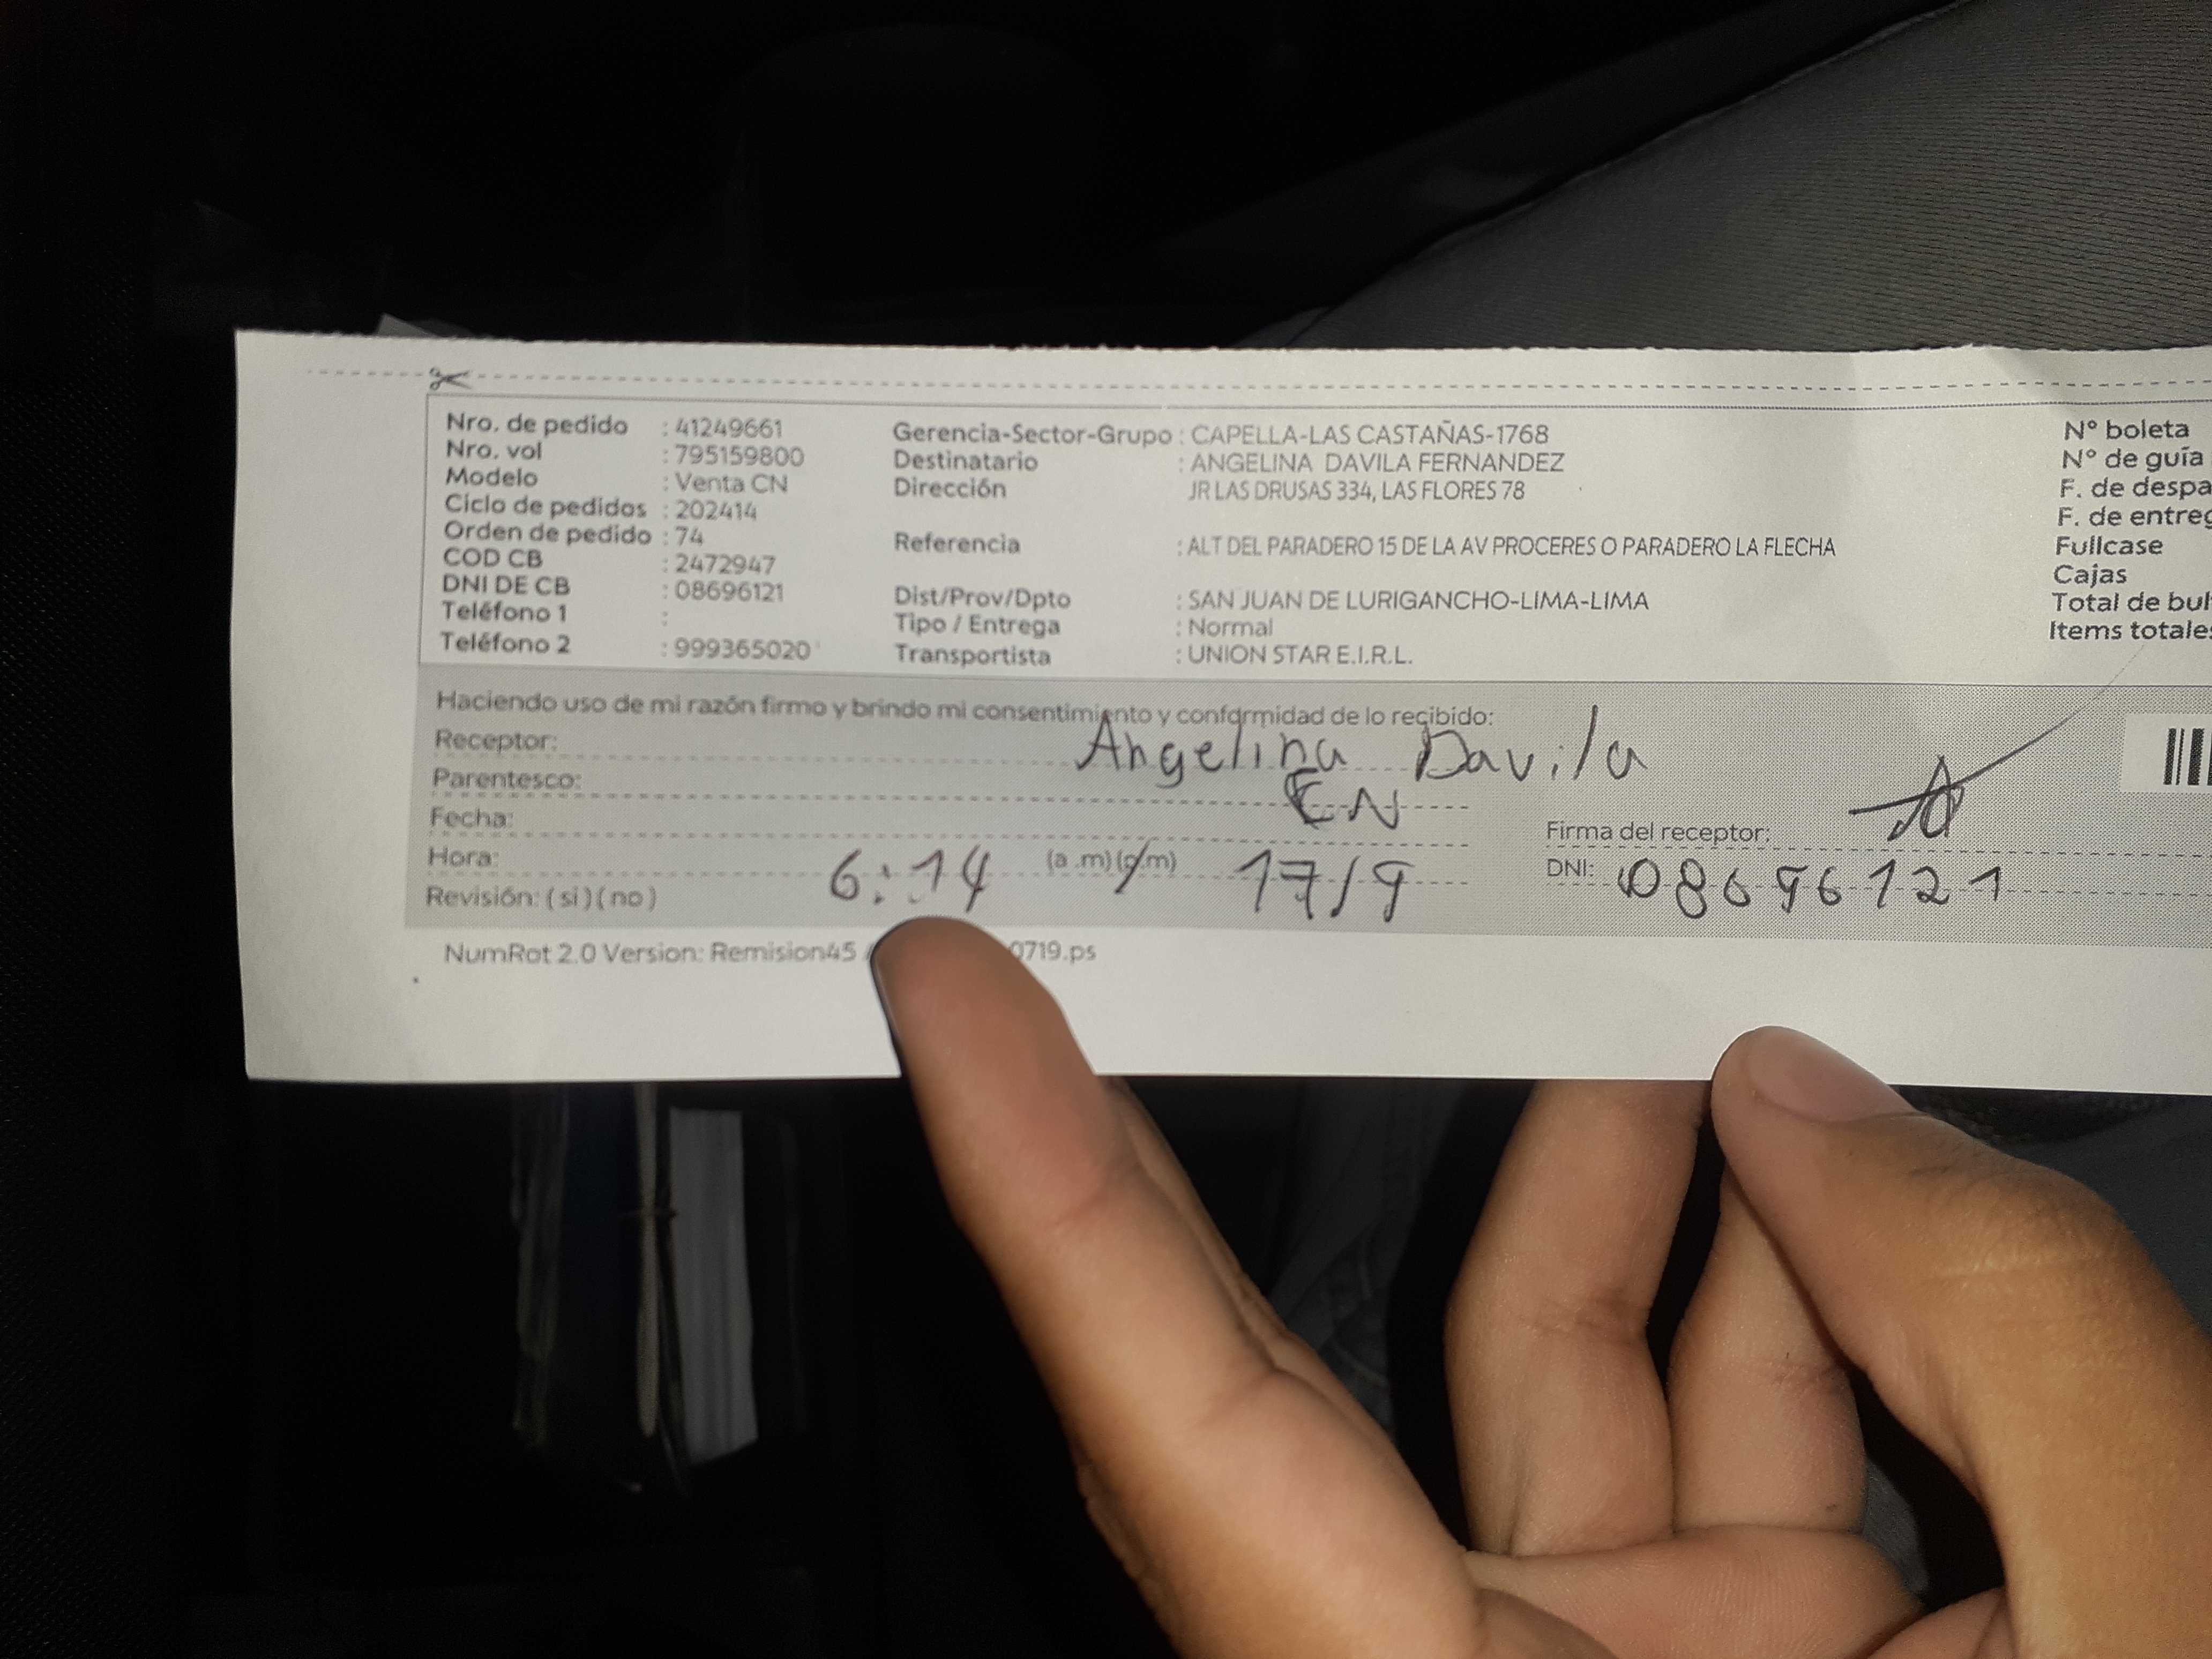 Nro. de pedido : 41249661
Nro. vol : 795159800
Modelo : Venta CN
Ciclo de pedidos : 202414
Orden de pedido : 74
COD CB : 2472947
DNI DE CB : 08696121
Teléfono 1 :
Teléfono 2 : 999365020
Gerencia-Sector-Grupo : CAPELLA-LAS CASTAÑAS-1768
Destinatario : ANGELINA DAVILA FERNANDEZ
Dirección JR LAS DRUSAS 334, LAS FLORES 78
Referencia : ALT DEL PARADERO 15 DE LA AV PROCERES O PARADERO LA FLECHA
Dist/Prov/Dpto : SAN JUAN DE LURIGANCHO-LIMA-LIMA
Tipo / Entrega : Normal
Transportista : UNION STAR E.I.R.L.
N° boleta
N° de guía
F. de despa
F. de entreg
Fullcase
Cajas
Total de bul
Items totales
Haciendo uso de mi razón firmo y brindo mi consentimiento y conformidad de lo recibido:
Receptor: Angelina Davila
Parentesco: CN
Fecha:
Hora: 6:14 (a.m)(p.m) 17/9
Revisión: (si)(no)
Firma del receptor:
DNI: 08696121
NumRot 2.0 Version: Remision45 / 0719.ps